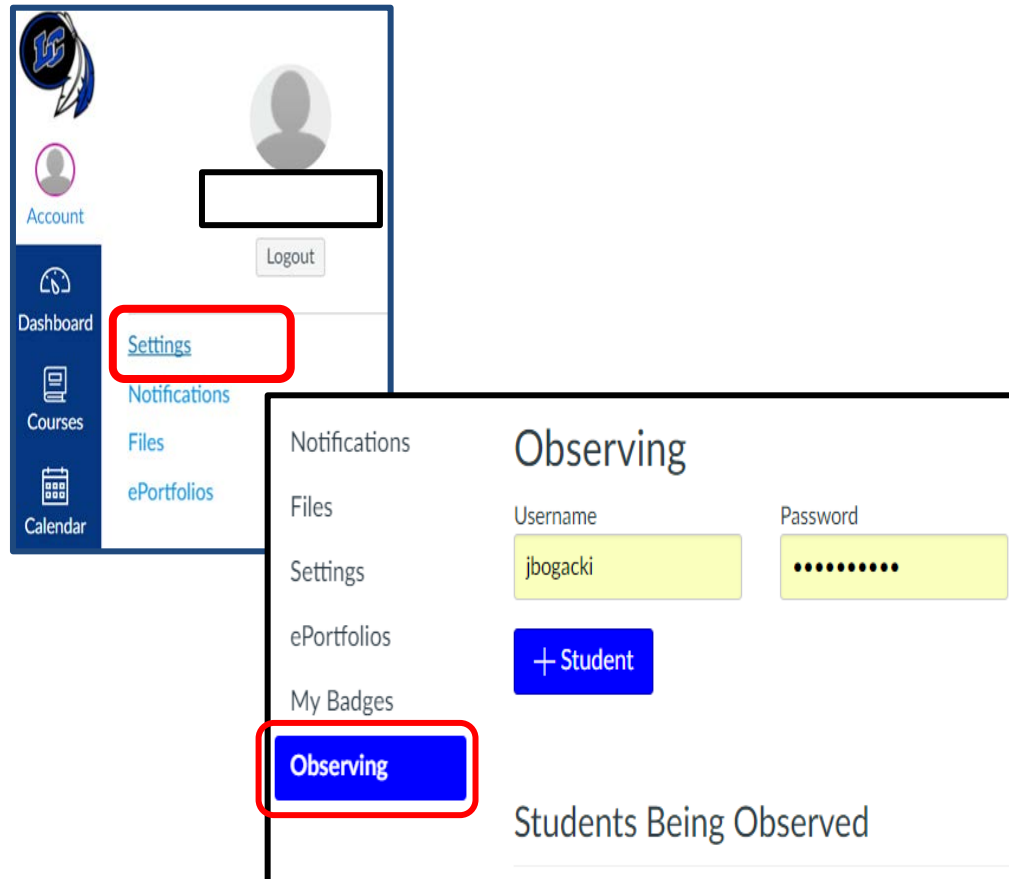 LC
Account
Logout
Dashboard
Settings
Notifications
Courses
Files
ePortfolios
Calendar
Notifications
Files
Settings
ePortfolios
My Badges
Observing
Observing
Username
Password
jbogacki
••••••••••
+ Student
Students Being Observed